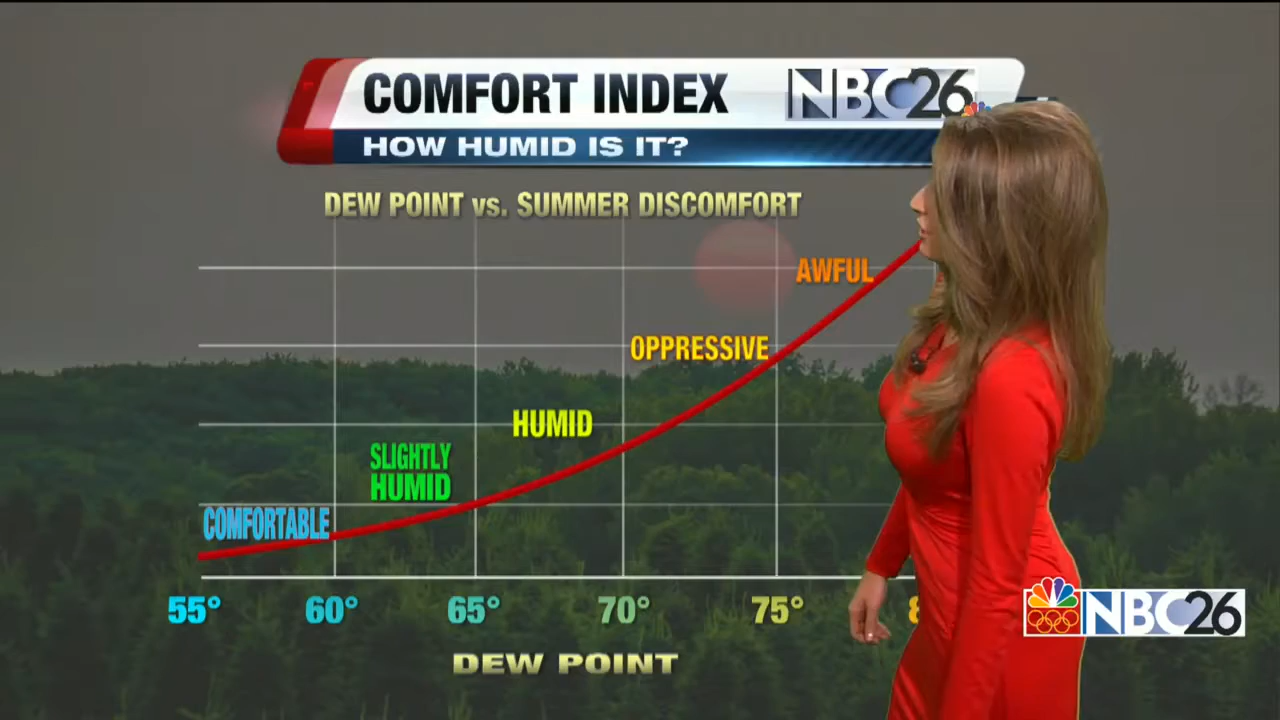 COMFORT INDEX
NBC26
HOW HUMID IS IT?
DEW POINT vs. SUMMER DISCOMFORT
AWFUL
OPPRESSIVE
HUMID
SLIGHTLY
HUMID
COMFORTABLE
55° 60° 65° 70° 75° 8
DEW POINT
NBC26